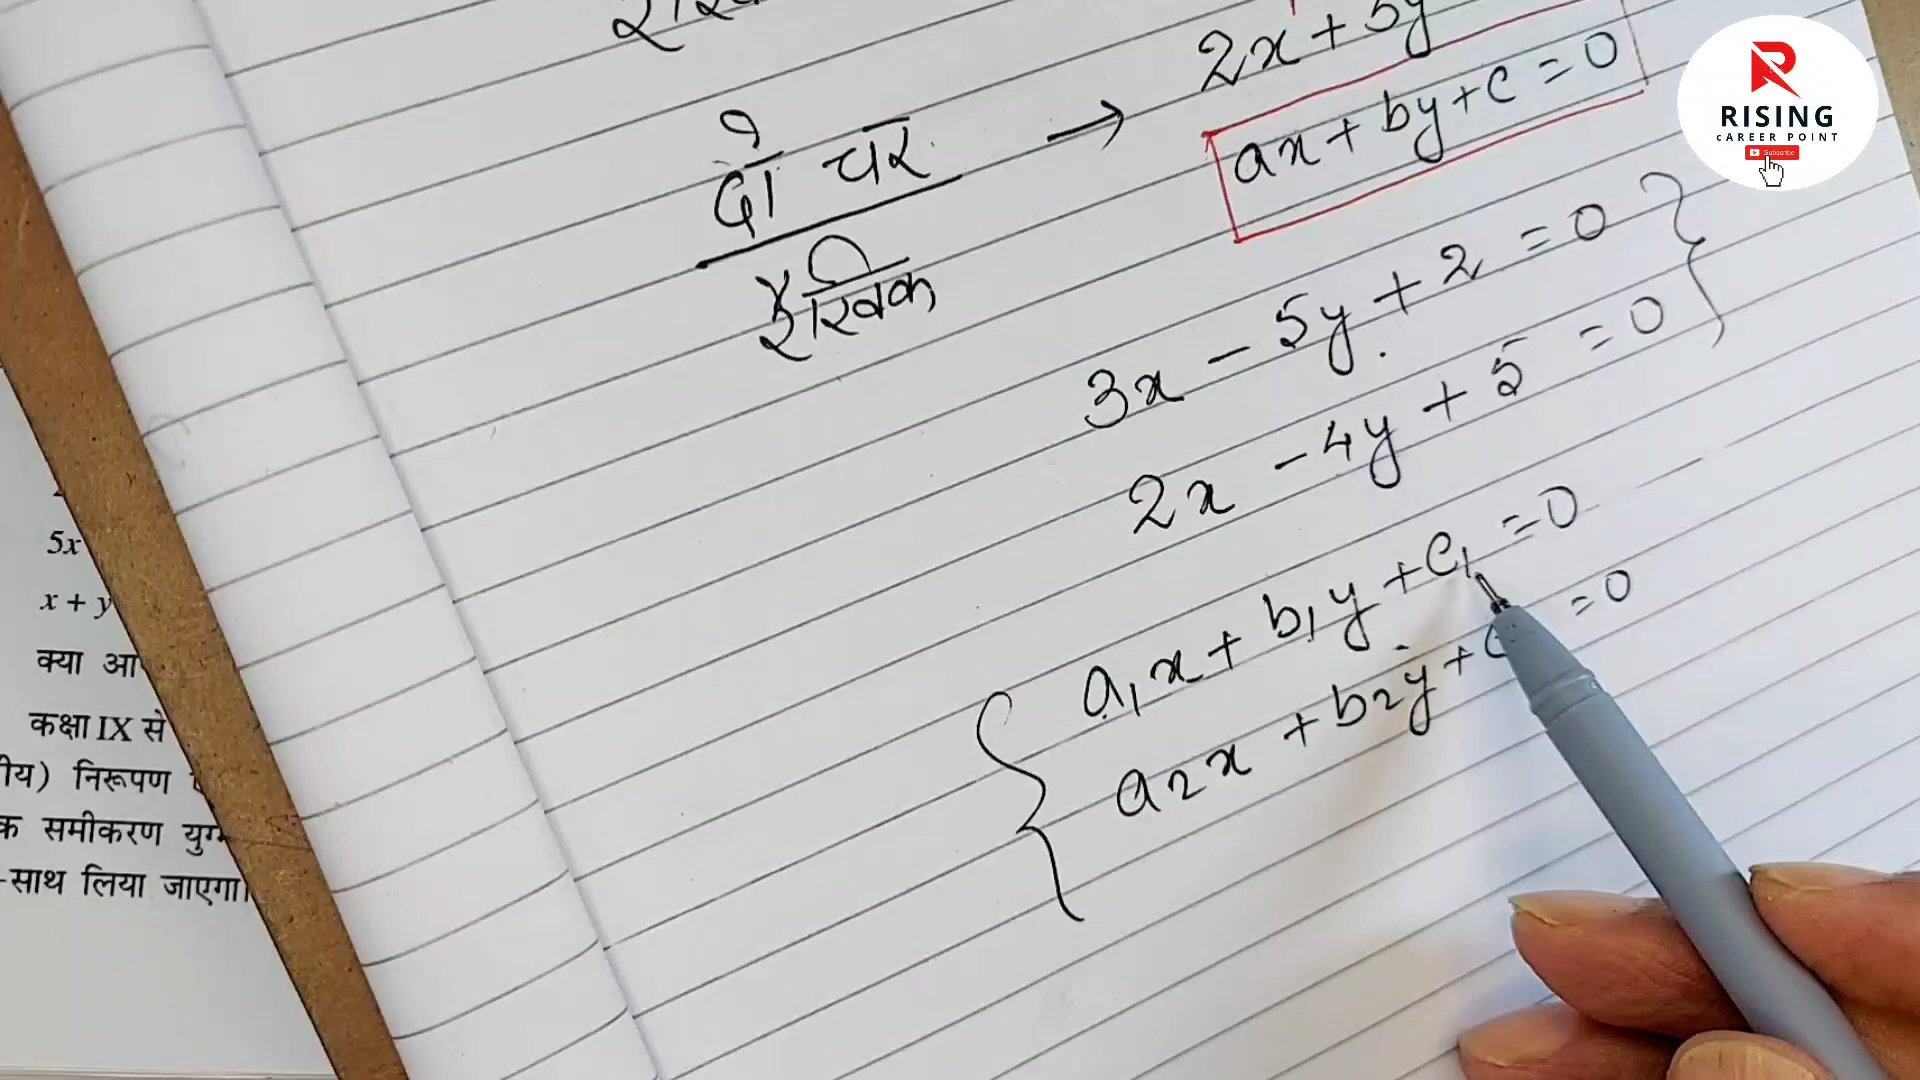 2x + 5y
दो चर → ax + by + c = 0
रैखिक
3x - 5y + 2 = 0
2x - 4y + 5 = 0
a₁x + b₁y + c₁ = 0
a₂x + b₂y + c = 0
5x
x + y
क्या आ
कक्षा IX से
ीय) निरूपण
क समीकरण युग्म
-साथ लिया जाएगा।
RISING
CAREER POINT
Subscribe